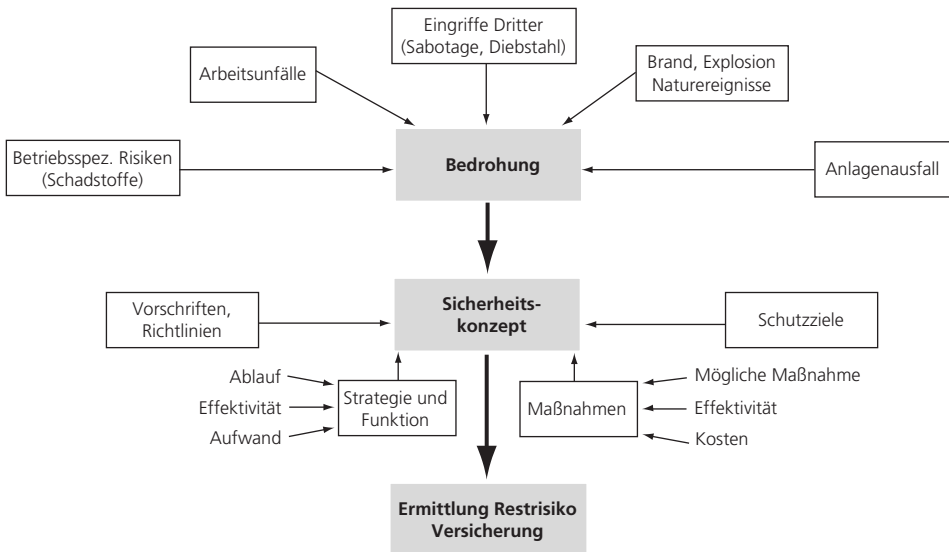 Eingriffe Dritter
(Sabotage, Diebstahl)
Arbeitsunfälle
Brand, Explosion
Naturereignisse
Betriebsspez. Risiken
(Schadstoffe)
Bedrohung
Anlagenausfall
Vorschriften,
Richtlinien
Sicherheits-
konzept
Schutzziele
Ablauf
Effektivität
Aufwand
Strategie und
Funktion
Maßnahmen
Mögliche Maßnahme
Effektivität
Kosten
Ermittlung Restrisiko
Versicherung